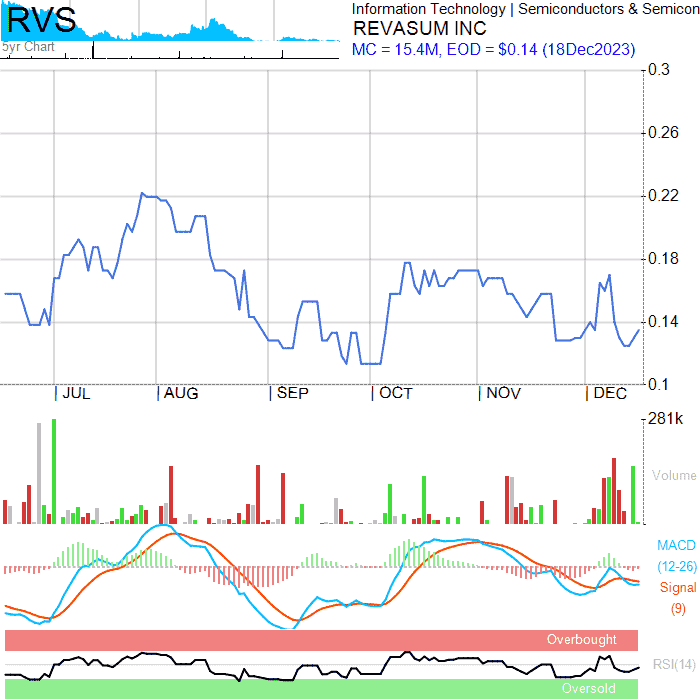 RVS
5yr Chart
Information Technology | Semiconductors & Semicon
REVASUM INC
MC = 15.4M, EOD = $0.14 (18Dec2023)
0.3
0.26
0.22
0.18
0.14
0.1
JUL AUG SEP OCT NOV DEC
281k
Volume
MACD
(12-26)
Signal
(9)
Overbought
RSI(14)
Oversold